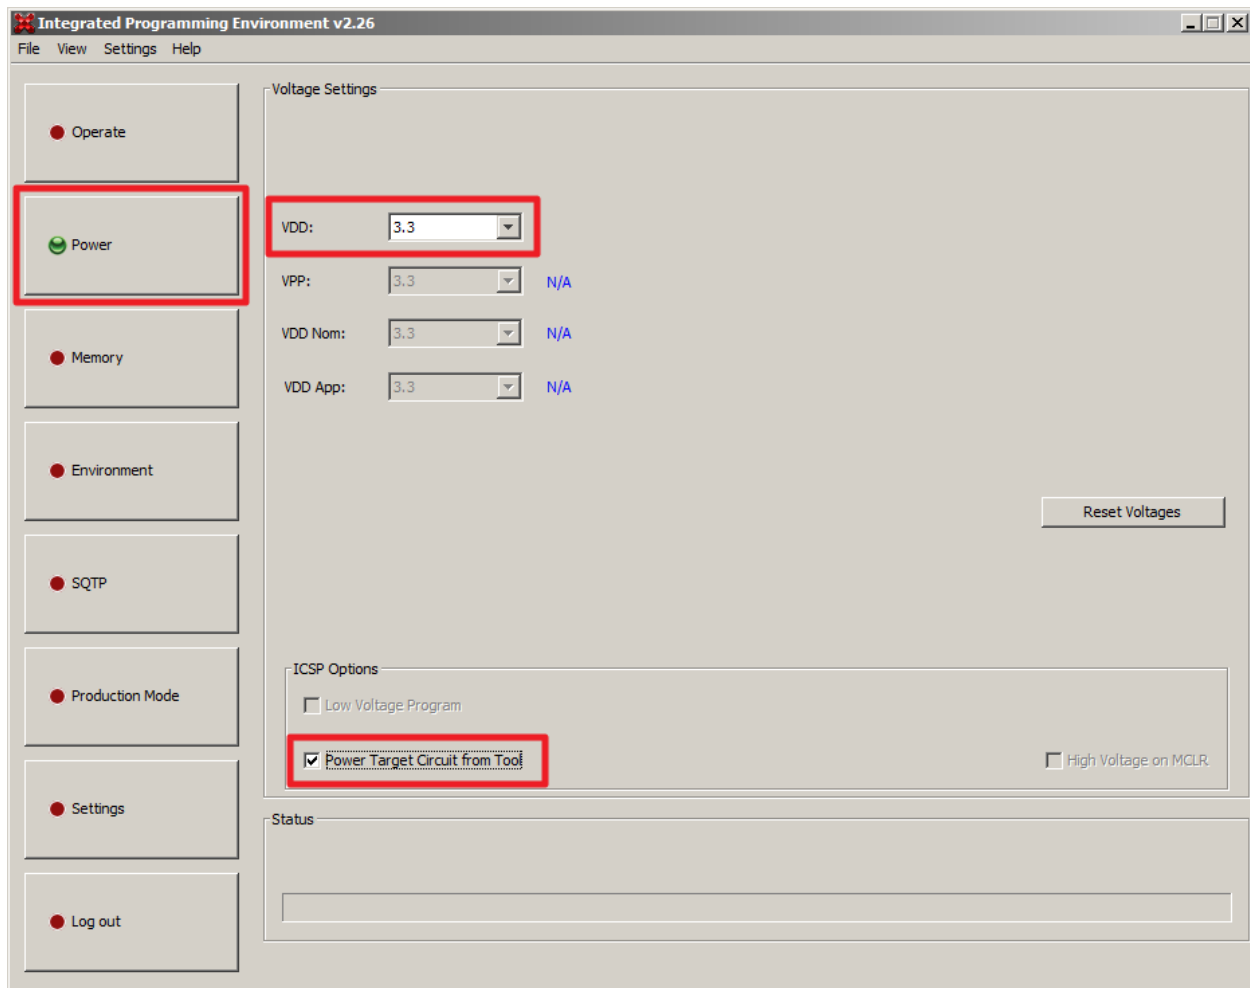 Integrated Programming Environment v2.26
File View Settings Help
Operate
Power
Memory
Environment
SQTP
Production Mode
Settings
Log out
Voltage Settings
VDD: 3.3
VPP: 3.3 N/A
VDD Nom: 3.3 N/A
VDD App: 3.3 N/A
Reset Voltages
ICSP Options
Low Voltage Program
Power Target Circuit from Tool
High Voltage on MCLR
Status